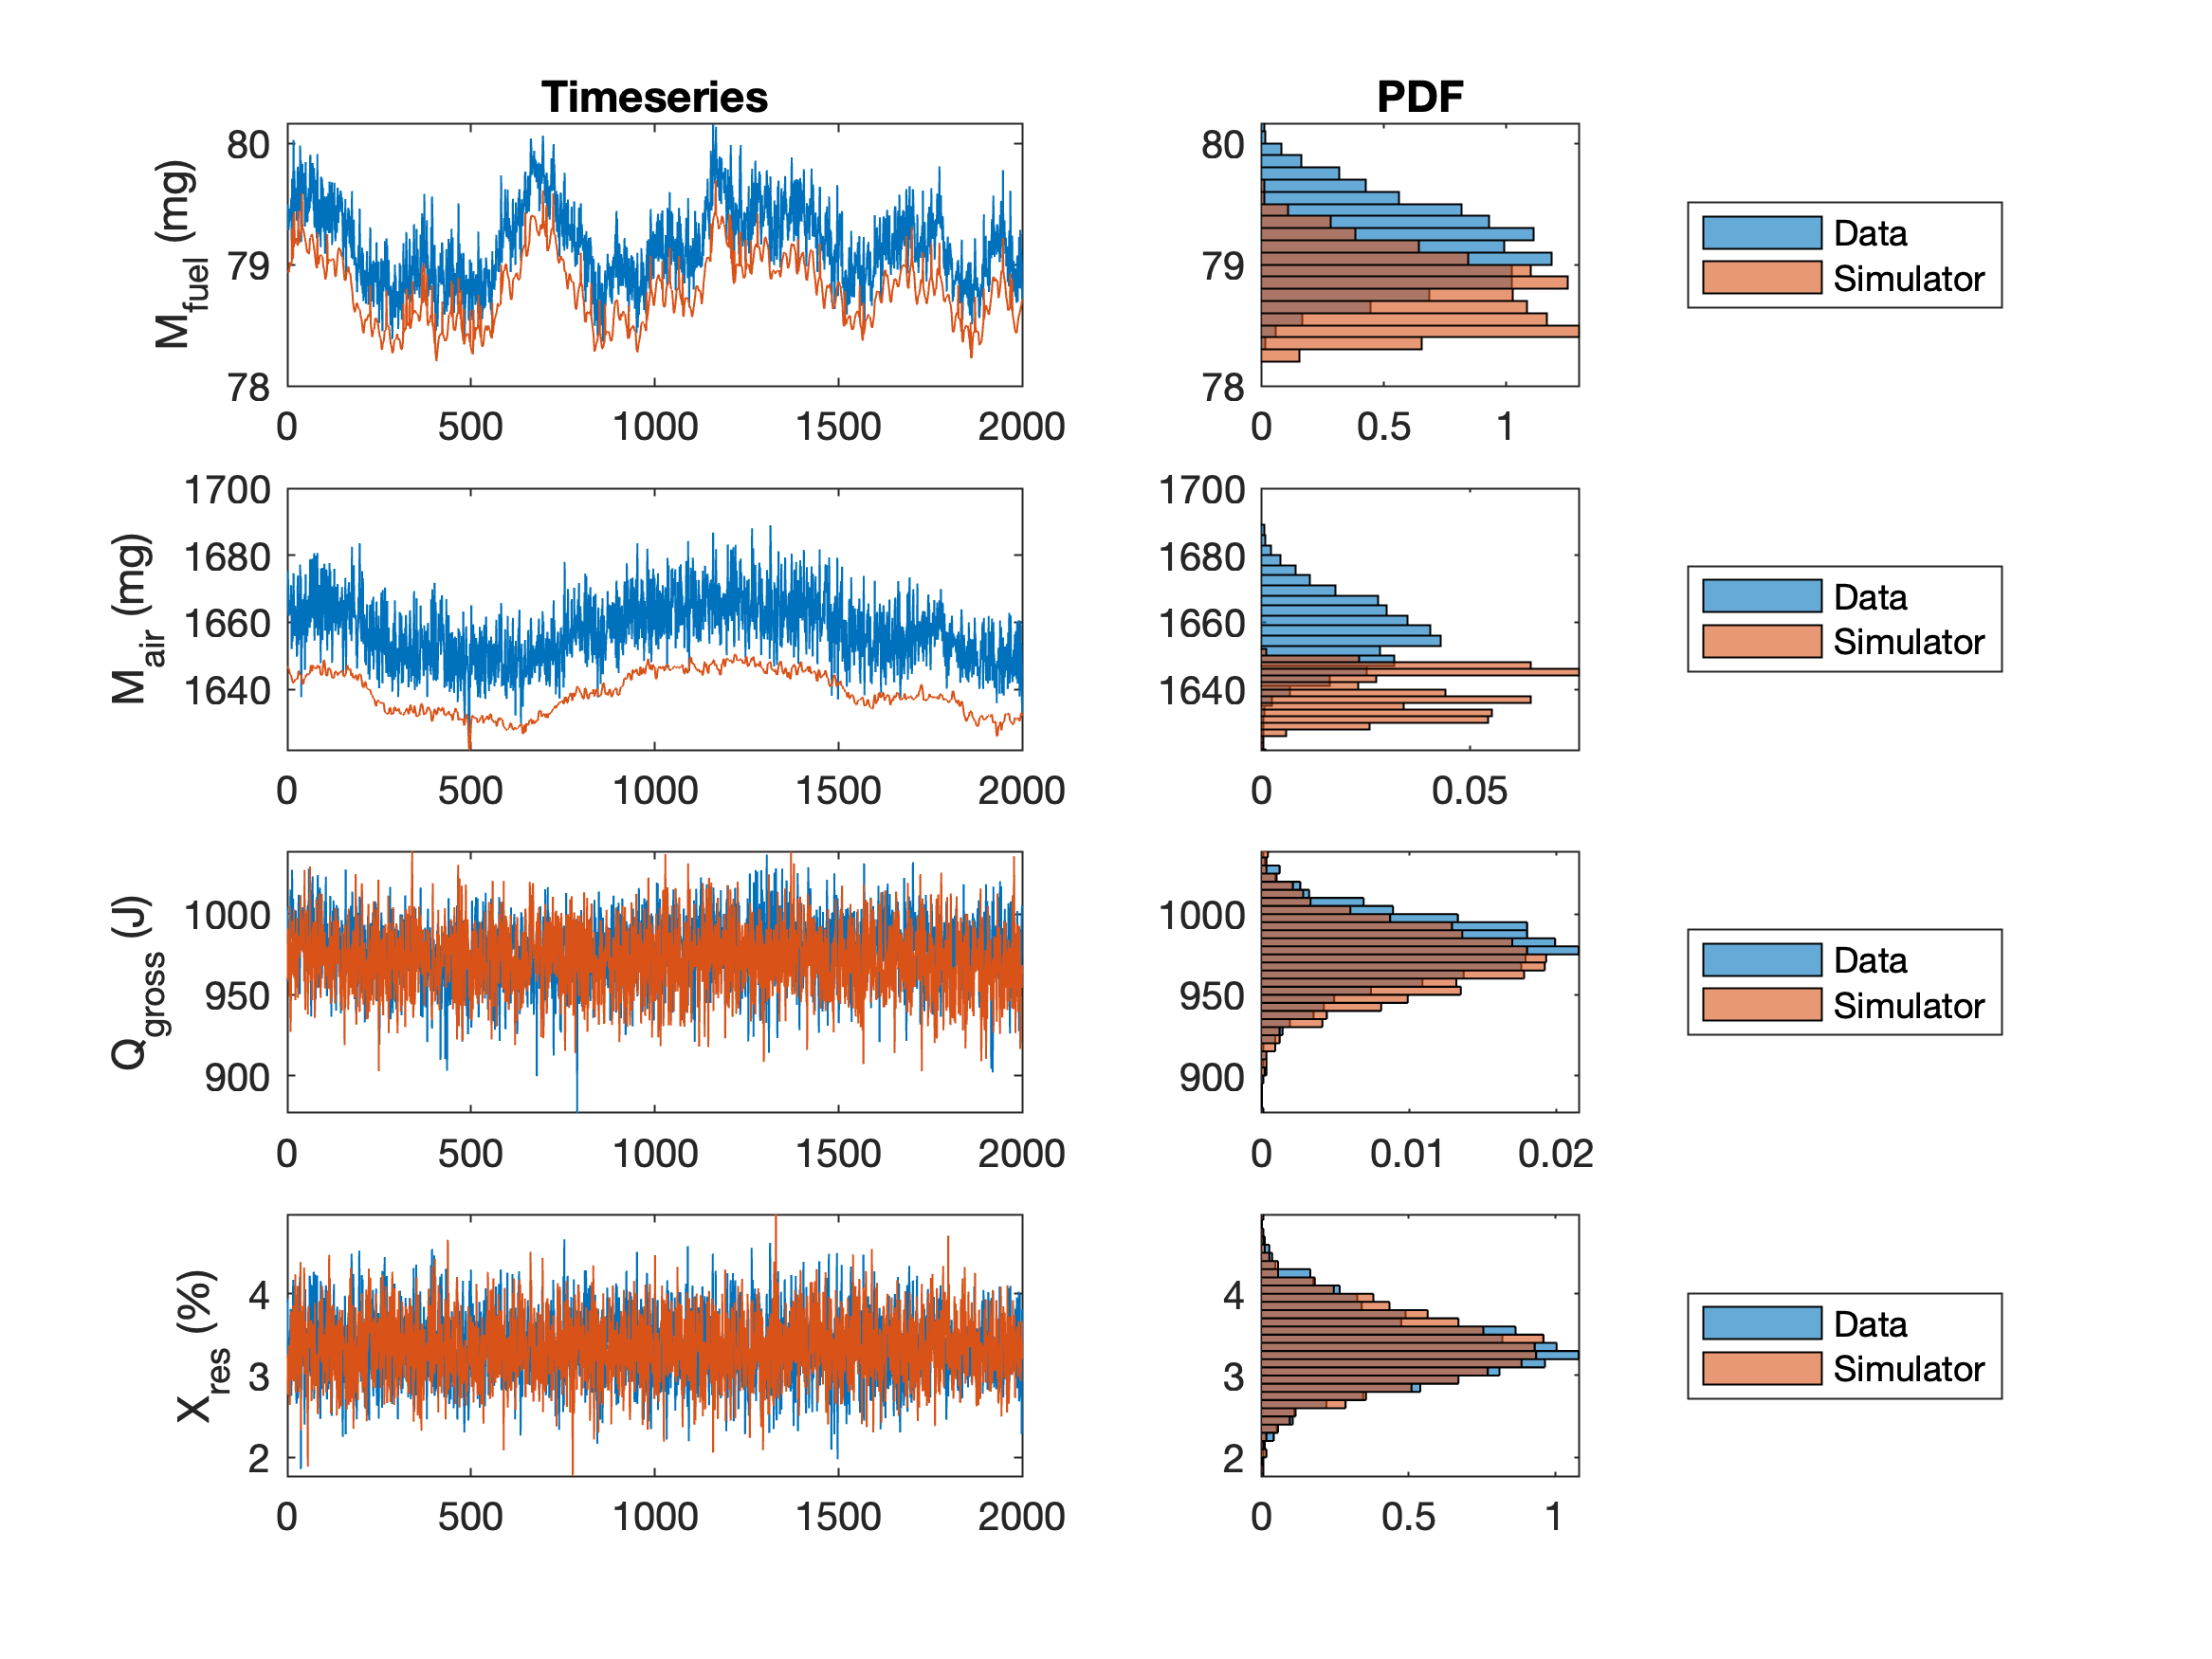 Timeseries
PDF
M_fuel (mg)
80
79
78
0 500 1000 1500 2000
80
79
78
0 0.5 1
Data
Simulator
M_air (mg)
1700
1680
1660
1640
0 500 1000 1500 2000
1700
1680
1660
1640
0 0.05
Data
Simulator
Q_gross (J)
1000
950
900
0 500 1000 1500 2000
1000
950
900
0 0.01 0.02
Data
Simulator
X_res (%)
4
3
2
0 500 1000 1500 2000
4
3
2
0 0.5 1
Data
Simulator